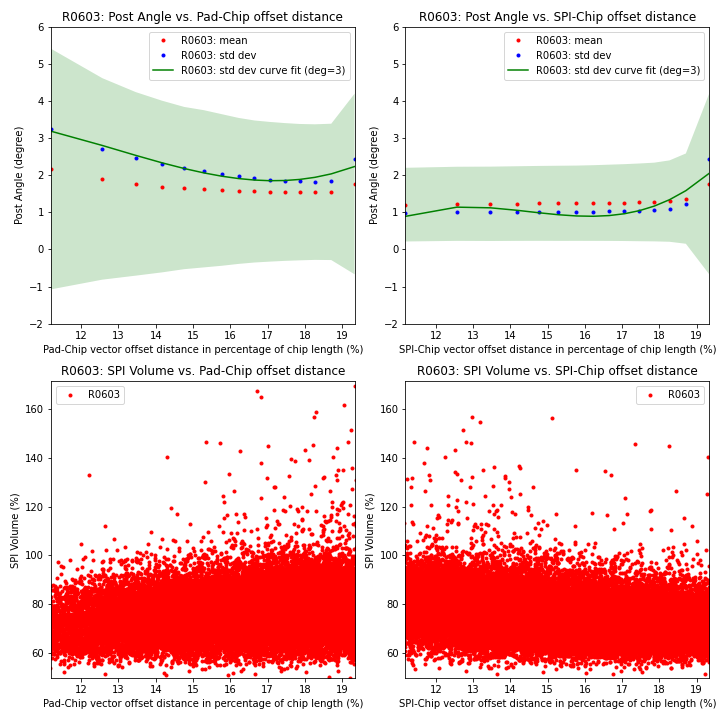 R0603: Post Angle vs. Pad-Chip offset distance
R0603: mean
R0603: std dev
R0603: std dev curve fit (deg=3)
Post Angle (degree)
6
5
4
3
2
1
0
−1
−2
12 13 14 15 16 17 18 19
Pad-Chip vector offset distance in percentage of chip length (%)
R0603: Post Angle vs. SPI-Chip offset distance
R0603: mean
R0603: std dev
R0603: std dev curve fit (deg=3)
Post Angle (degree)
6
5
4
3
2
1
0
−1
−2
12 13 14 15 16 17 18 19
SPI-Chip vector offset distance in percentage of chip length (%)
R0603: SPI Volume vs. Pad-Chip offset distance
R0603
SPI Volume (%)
160
140
120
100
80
60
12 13 14 15 16 17 18 19
Pad-Chip vector offset distance in percentage of chip length (%)
R0603: SPI Volume vs. SPI-Chip offset distance
R0603
SPI Volume (%)
160
140
120
100
80
60
12 13 14 15 16 17 18 19
SPI-Chip vector offset distance in percentage of chip length (%)